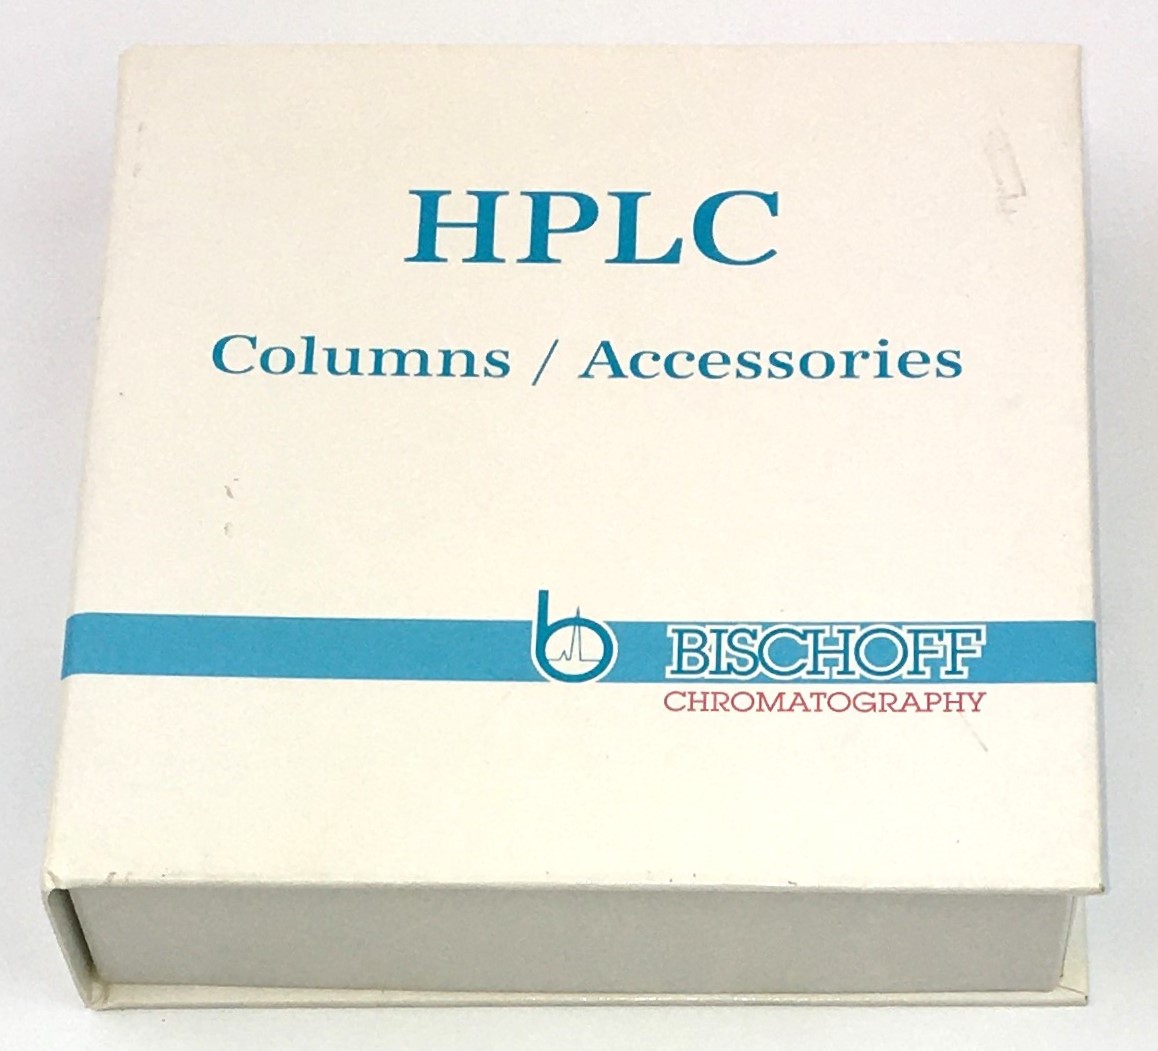 HPLC
Columns / Accessories
b BISCHOFF
CHROMATOGRAPHY